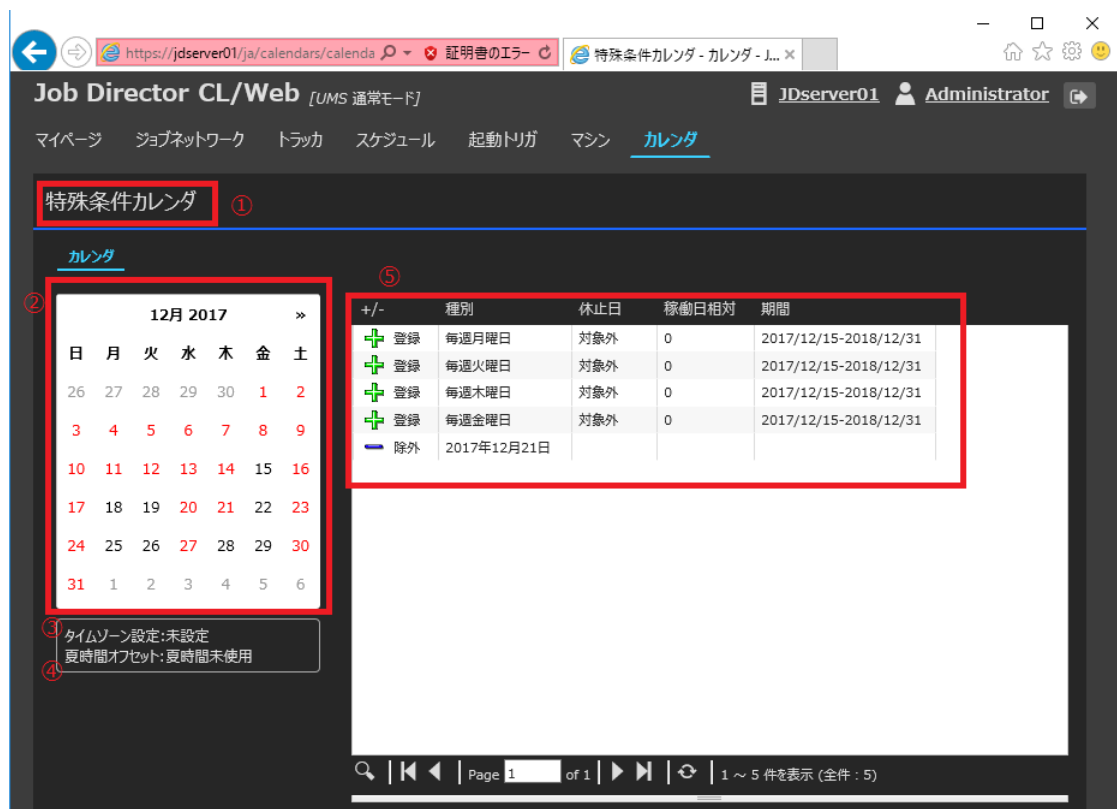 https://jdserver01/ja/calendars/calenda 証明書のエラー 特殊条件カレンダ - カレンダ - J...
Job Director CL/Web [UMS 通常モード] JDserver01 Administrator
マイページ ジョブネットワーク トラッカ スケジュール 起動トリガ マシン カレンダ
特殊条件カレンダ ①
カレンダ
② ⑤
12月 2017 »
日 月 火 水 木 金 土
26 27 28 29 30 1 2
3 4 5 6 7 8 9
10 11 12 13 14 15 16
17 18 19 20 21 22 23
24 25 26 27 28 29 30
31 1 2 3 4 5 6
③ タイムゾーン設定:未設定
④ 夏時間オフセット:夏時間未使用
+/- 種別 休止日 稼働日相対 期間
登録 毎週月曜日 対象外 0 2017/12/15-2018/12/31
登録 毎週火曜日 対象外 0 2017/12/15-2018/12/31
登録 毎週木曜日 対象外 0 2017/12/15-2018/12/31
登録 毎週金曜日 対象外 0 2017/12/15-2018/12/31
除外 2017年12月21日
Page 1 of 1 1 ～ 5 件を表示 (全件 : 5)